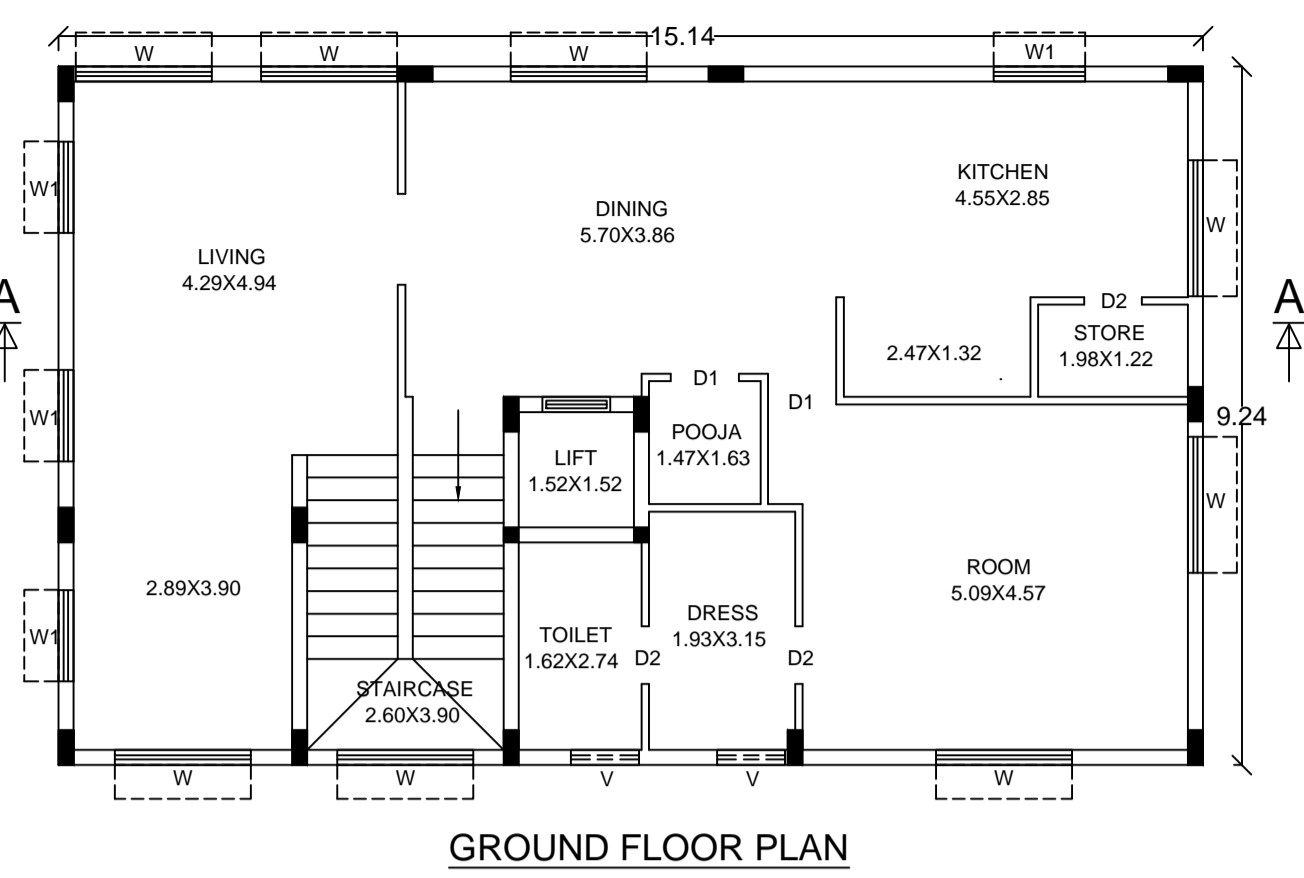 15.14
W
W
W
W1
W1
KITCHEN
4.55X2.85
DINING
5.70X3.86
W
LIVING
4.29X4.94
A
A
D2
STORE
1.98X1.22
2.47X1.32
D1
D1
W1
9.24
POOJA
1.47X1.63
LIFT
1.52X1.52
W
ROOM
5.09X4.57
2.89X3.90
DRESS
1.93X3.15
W1
TOILET
1.62X2.74
D2
D2
STAIRCASE
2.60X3.90
W
W
V
V
W
GROUND FLOOR PLAN